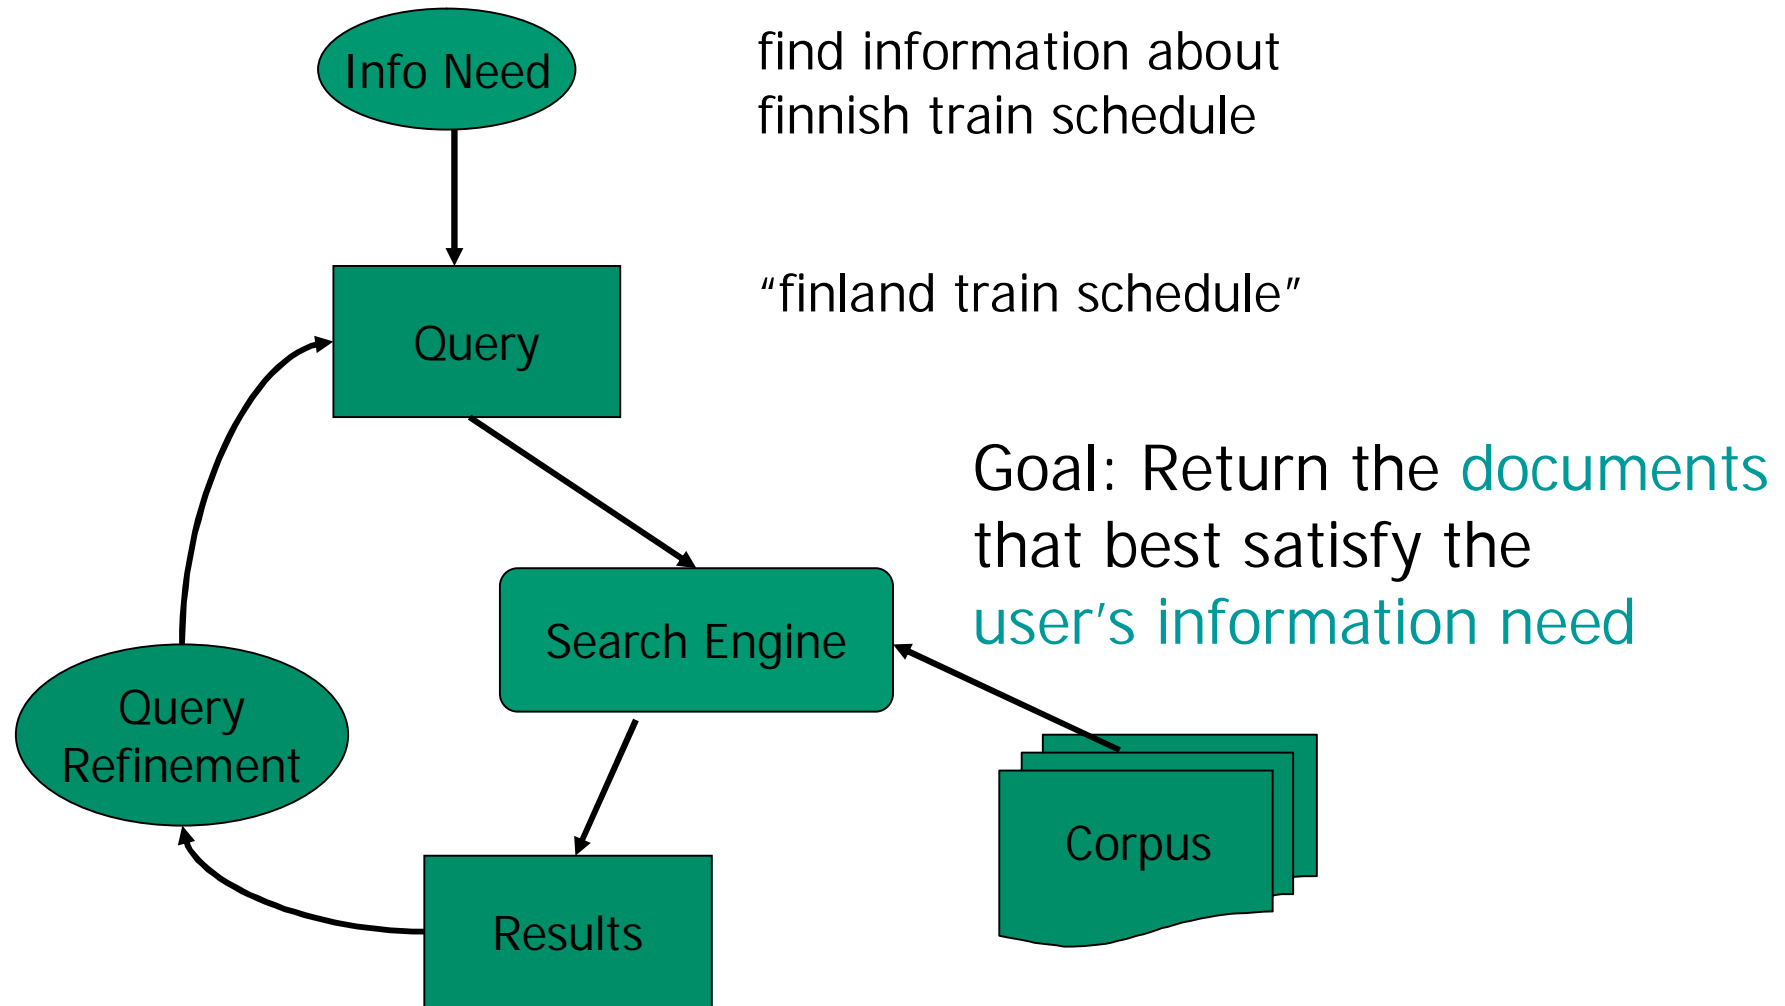 Info Need
find information about
finnish train schedule
Query
“finland train schedule”
Goal: Return the documents
that best satisfy the
user’s information need
Search Engine
Query
Refinement
Corpus
Results